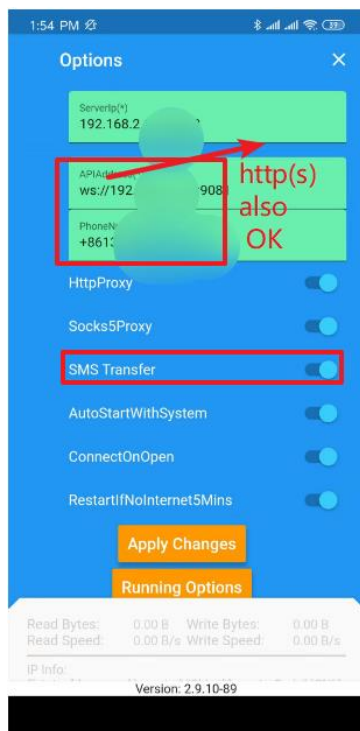 1:54 PM
Options
ServerIp(*)
192.168.2
APIAdd
ws://192 908
http(s)
also
OK
PhoneN
+861
HttpProxy
Socks5Proxy
SMS Transfer
AutoStartWithSystem
ConnectOnOpen
RestartIfNoInternet5Mins
Apply Changes
Running Options
Read Bytes: 0.00 B Write Bytes: 0.00 B
Read Speed: 0.00 B/s Write Speed: 0.00 B/s
IP Info:
Version: 2.9.10-89